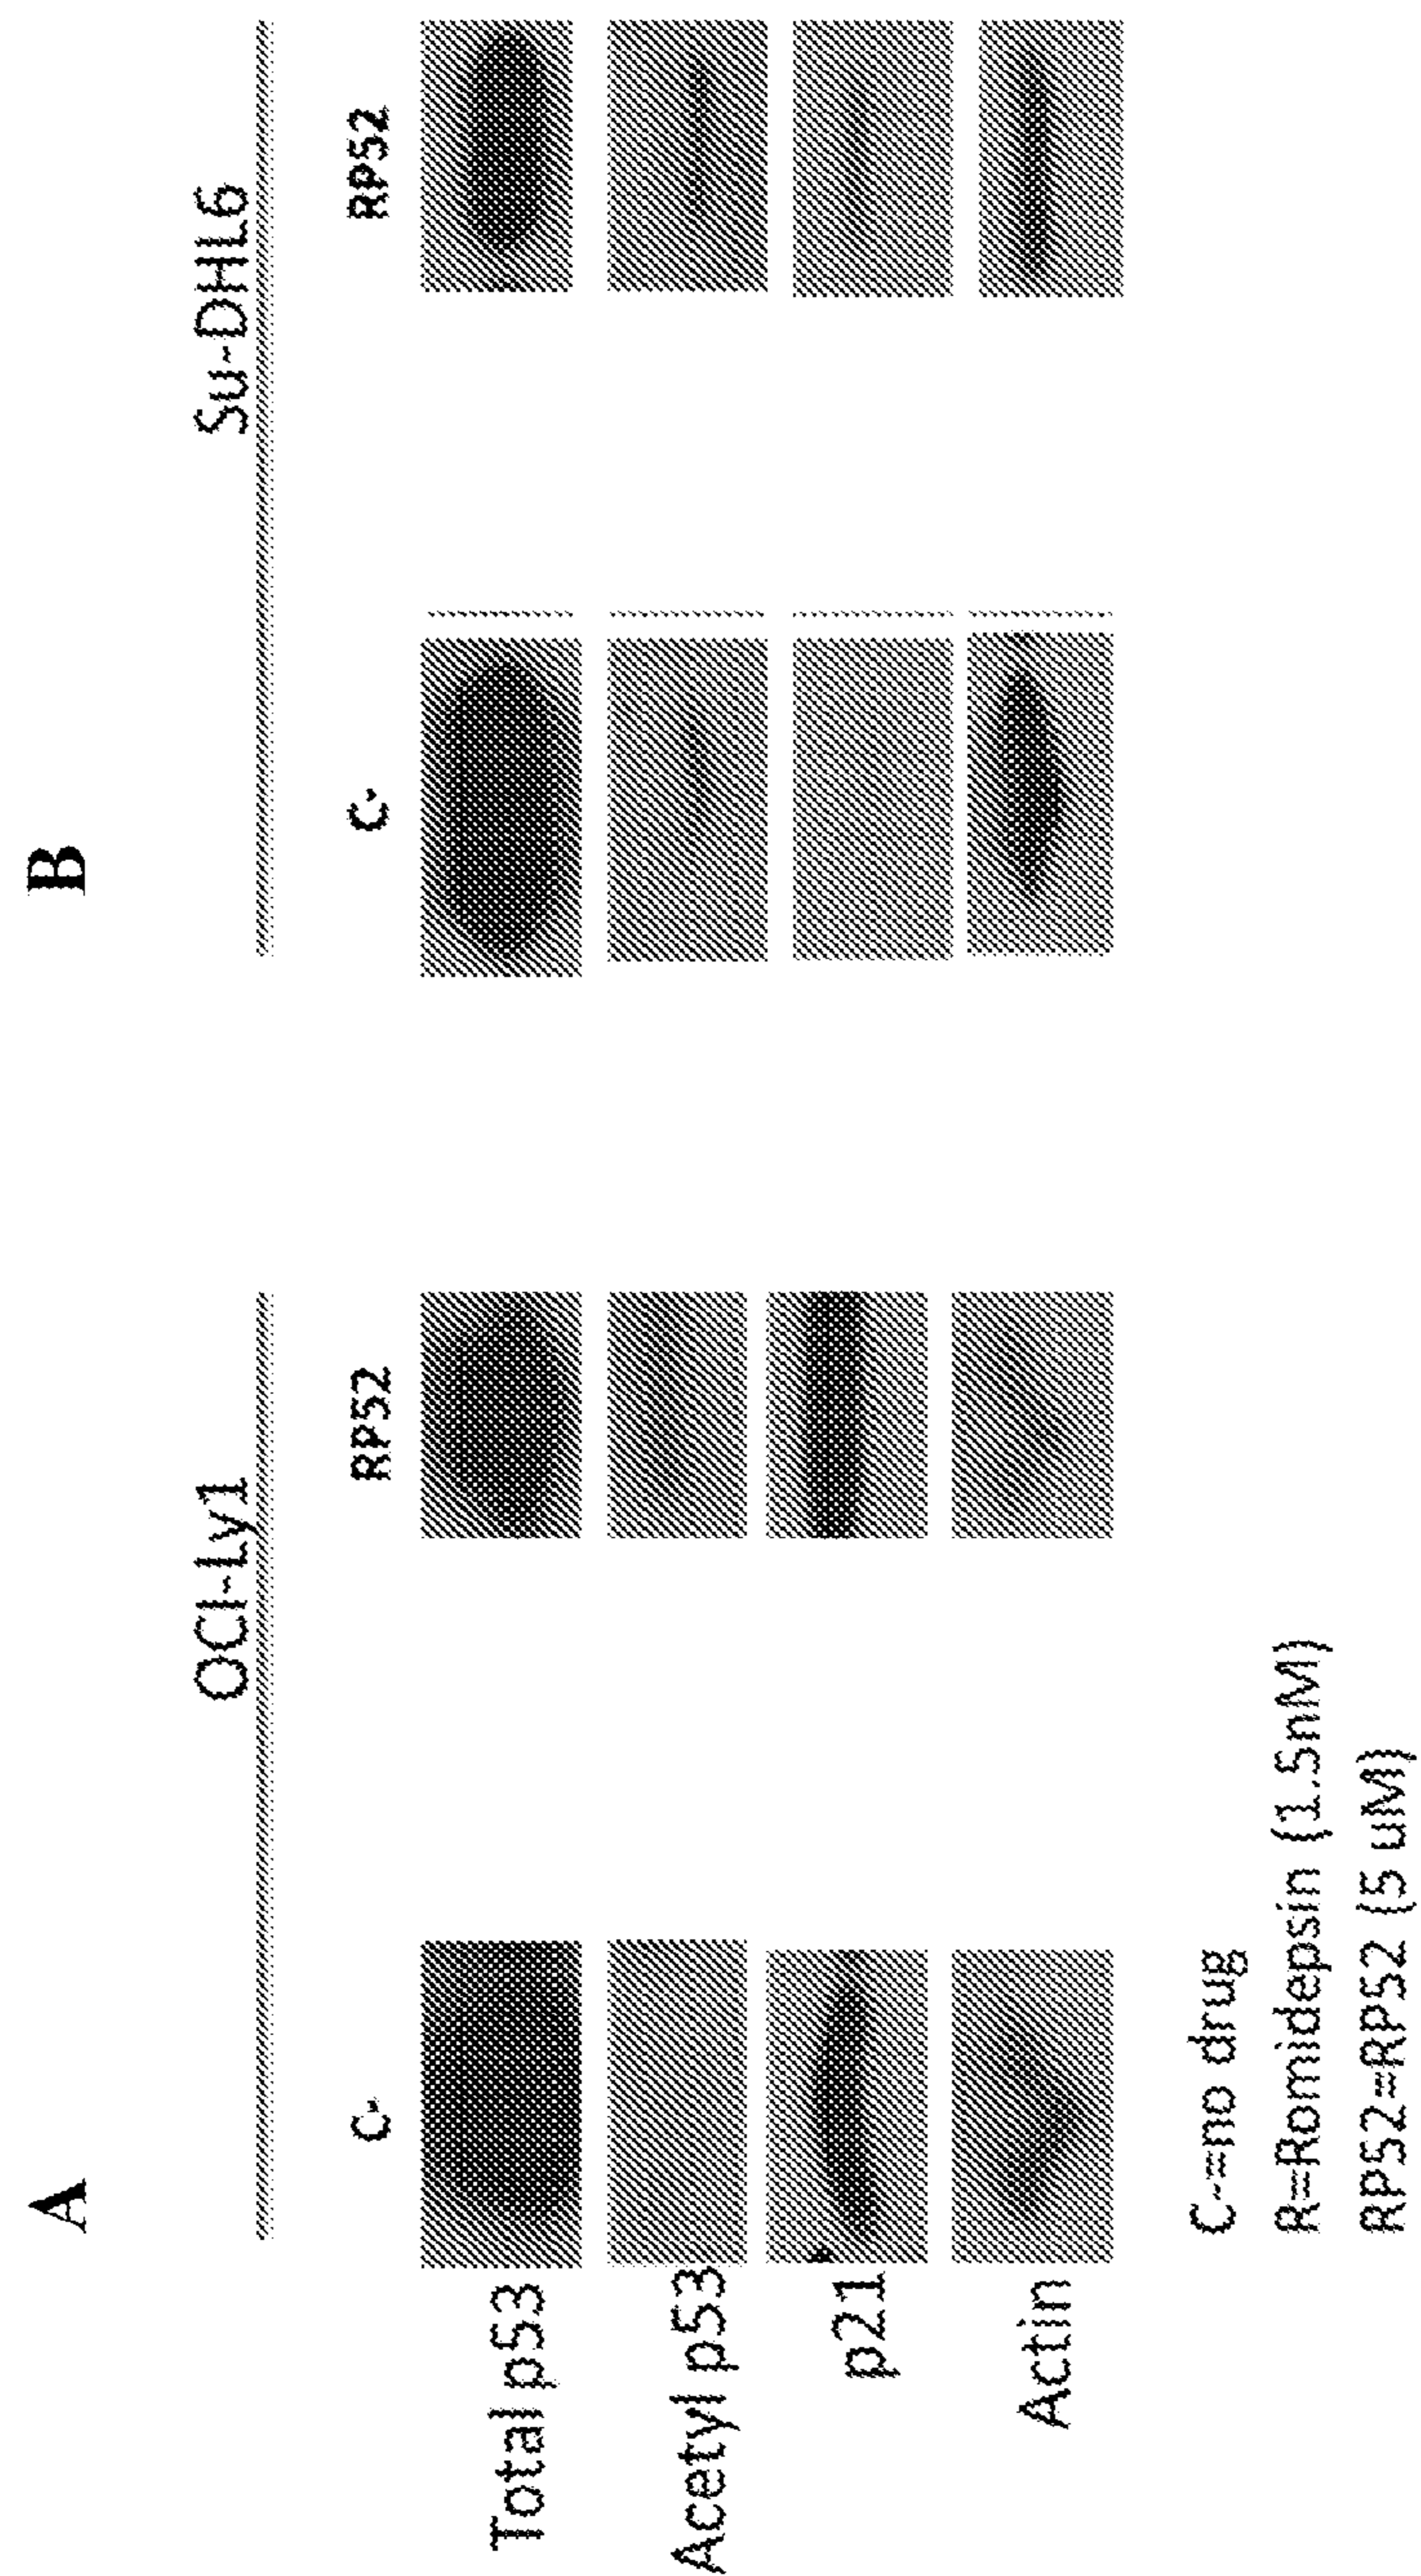 A
B
OCI-Ly1
Su-DHL6
C-
RP52
C-
RP52
Total p53
Acetyl p53
p21
Actin
C-=no drug
R=Romidepsin (1.5nM)
RP52=RP52 (5 uM)